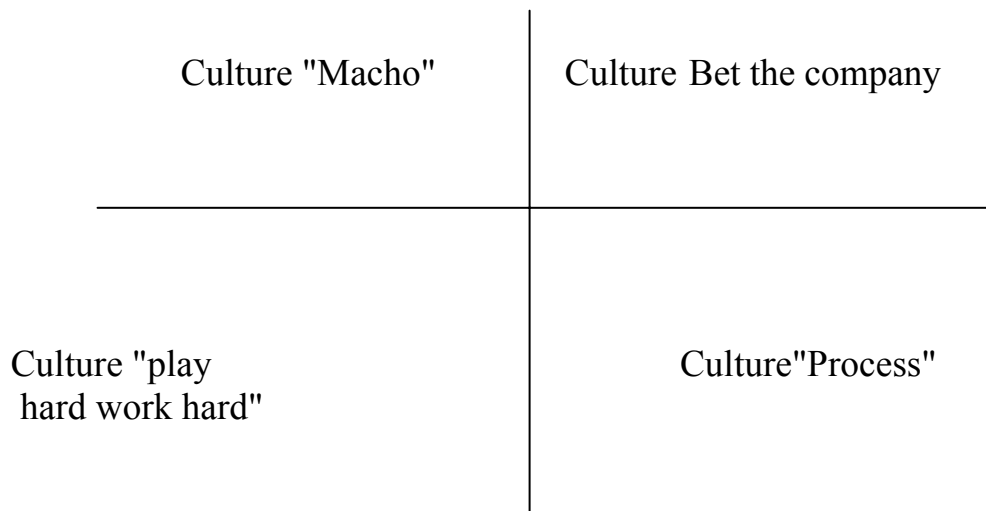 Culture "Macho"
Culture Bet the company
Culture "play
hard work hard"
Culture"Process"